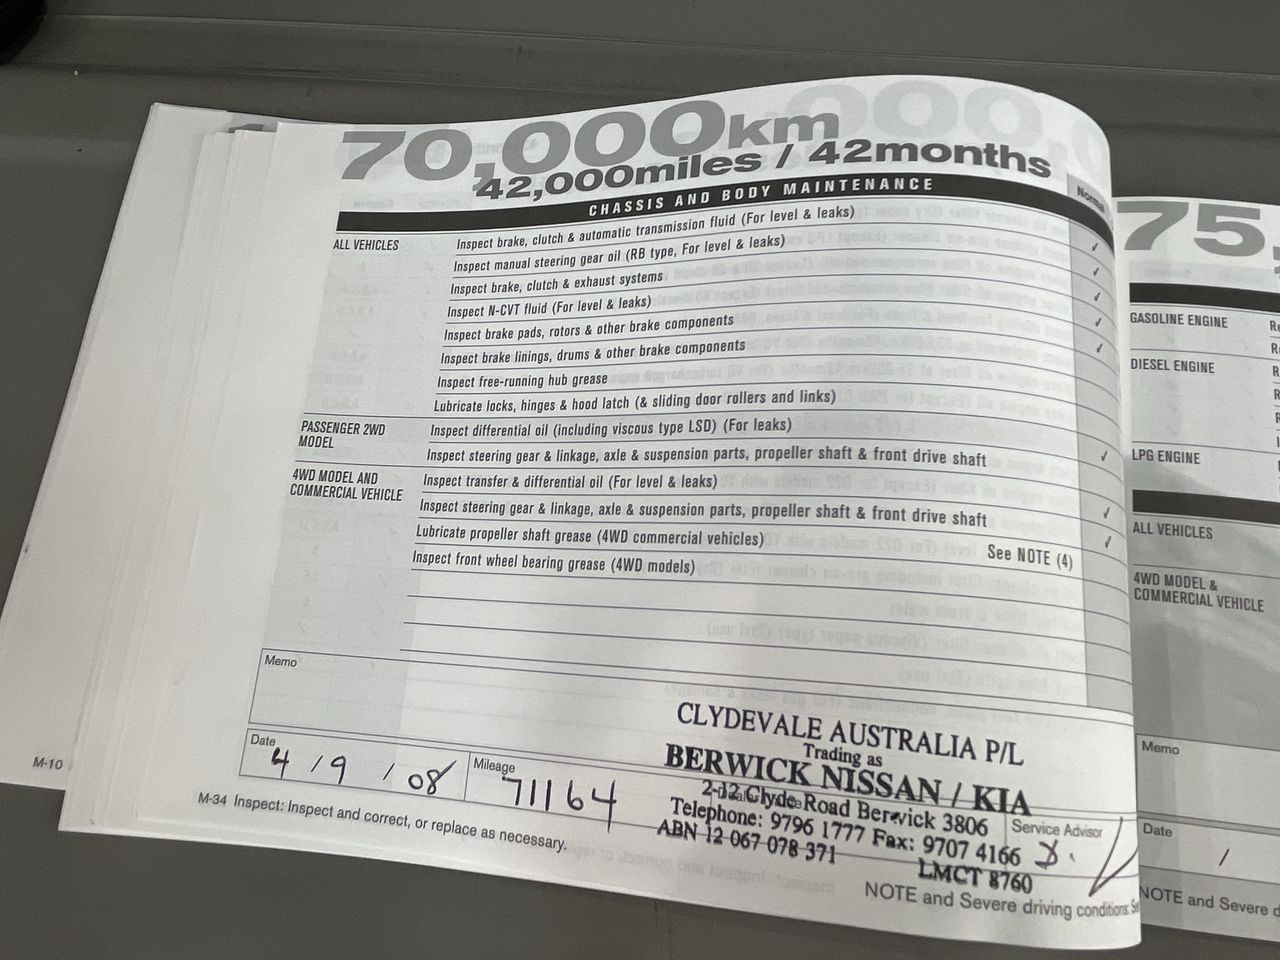 70,000km
42,000miles / 42months
CHASSIS AND BODY MAINTENANCE
Normal
ALL VEHICLES
Inspect brake, clutch & automatic transmission fluid (For level & leaks)
Inspect manual steering gear oil (RB type, For level & leaks)
Inspect brake, clutch & exhaust systems
Inspect N-CVT fluid (For level & leaks)
Inspect brake pads, rotors & other brake components
Inspect brake linings, drums & other brake components
Inspect free-running hub grease
Lubricate locks, hinges & hood latch (& sliding door rollers and links)
PASSENGER 2WD
MODEL
Inspect differential oil (including viscous type LSD) (For leaks)
Inspect steering gear & linkage, axle & suspension parts, propeller shaft & front drive shaft
4WD MODEL AND
COMMERCIAL VEHICLE
Inspect transfer & differential oil (For level & leaks)
Inspect steering gear & linkage, axle & suspension parts, propeller shaft & front drive shaft
Lubricate propeller shaft grease (4WD commercial vehicles) See NOTE (4)
Inspect front wheel bearing grease (4WD models)
Memo
CLYDEVALE AUSTRALIA P/L
Trading as
BERWICK NISSAN / KIA
2-12 Clyde Road Berwick 3806
Telephone: 9796 1777 Fax: 9707 4166
ABN 12 067 078 371
LMCT 8760
Date
4 / 9 / 08
Mileage
71164
Service Advisor
M-34 Inspect: Inspect and correct, or replace as necessary.
NOTE and Severe driving conditions:
M-10
75,
GASOLINE ENGINE
DIESEL ENGINE
LPG ENGINE
ALL VEHICLES
4WD MODEL &
COMMERCIAL VEHICLE
Memo
Date
/
NOTE and Severe